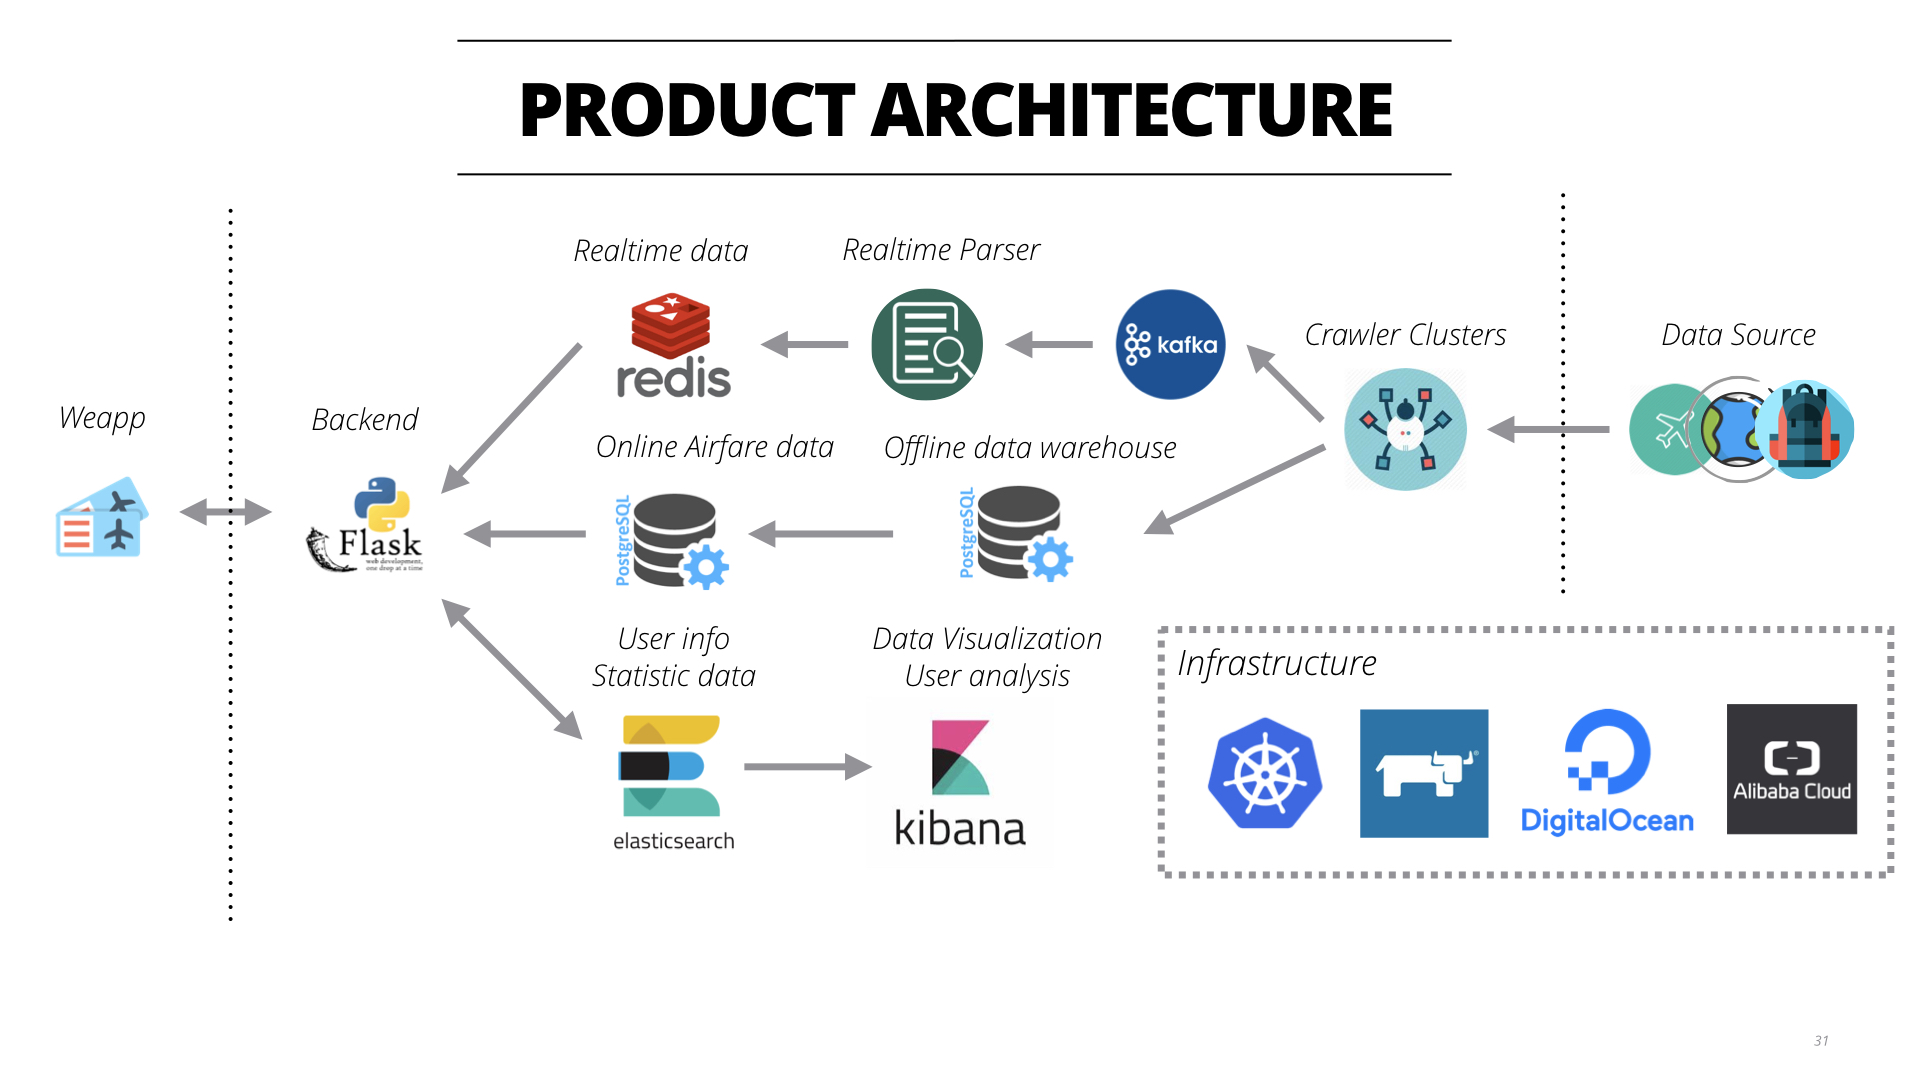 PRODUCT ARCHITECTURE
Realtime data
Realtime Parser
redis
kafka
Crawler Clusters
Data Source
Weapp
Backend
Online Airfare data
Offline data warehouse
Flask
web development,
one drop at a time
PostgreSQL
PostgreSQL
User info
Statistic data
Data Visualization
User analysis
elasticsearch
kibana
Infrastructure
DigitalOcean
Alibaba Cloud
31